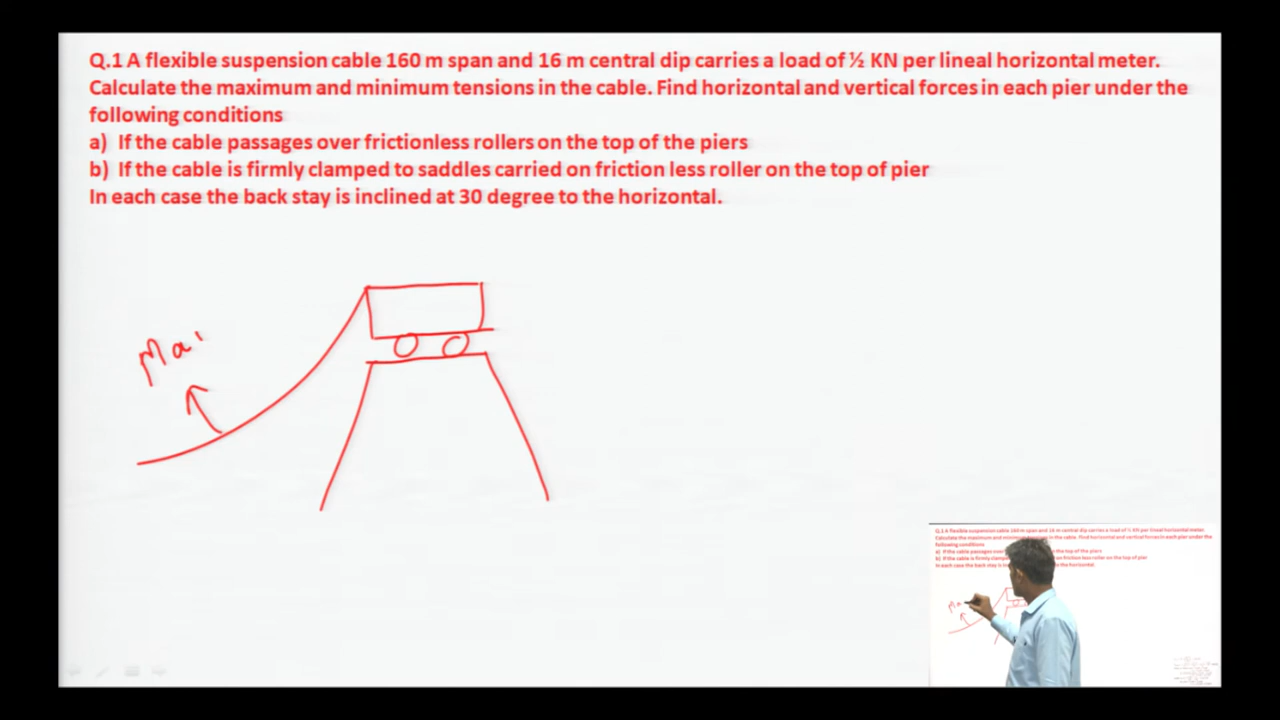 Q.1 A flexible suspension cable 160 m span and 16 m central dip carries a load of ½ KN per lineal horizontal meter.
Calculate the maximum and minimum tensions in the cable. Find horizontal and vertical forces in each pier under the
following conditions
a) If the cable passages over frictionless rollers on the top of the piers
b) If the cable is firmly clamped to saddles carried on friction less roller on the top of pier
In each case the back stay is inclined at 30 degree to the horizontal.
Ma